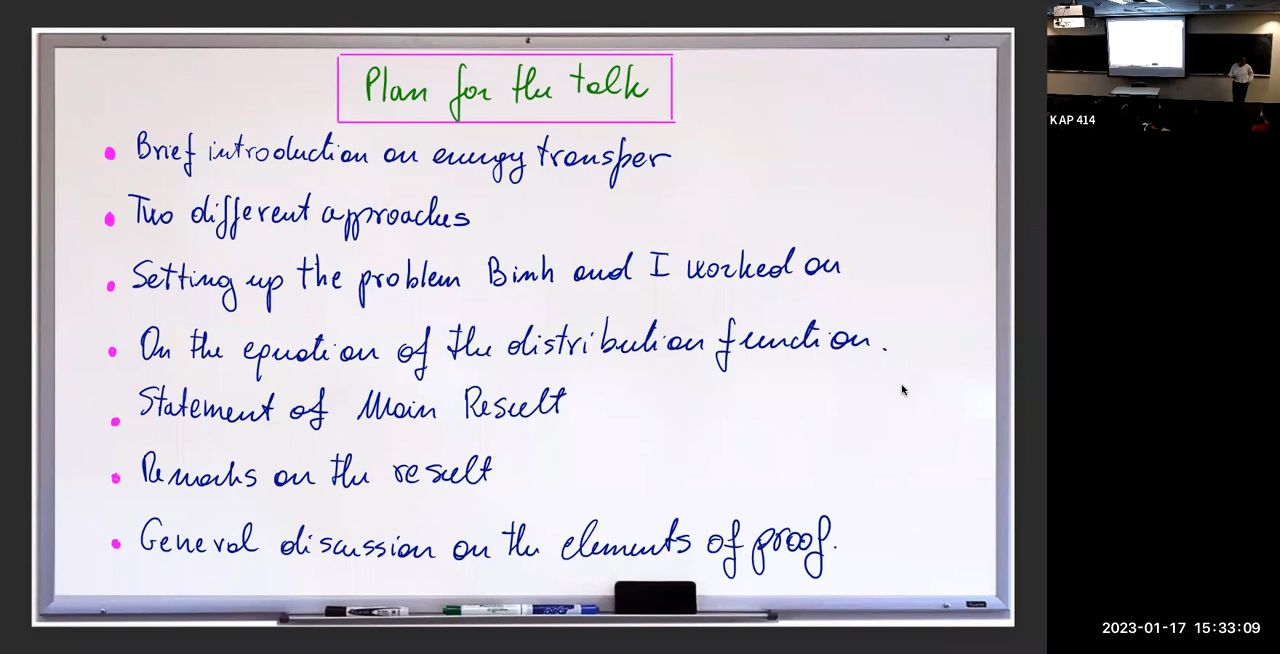 Plan for the talk
KAP 414
Brief introduction on energy transfer
Two different approaches
Setting up the problem Binh and I worked on
On the equation of the distribution function.
Statement of Main Result
Remarks on the result
General discussion on the elements of proof.
2023-01-17 15:33:09